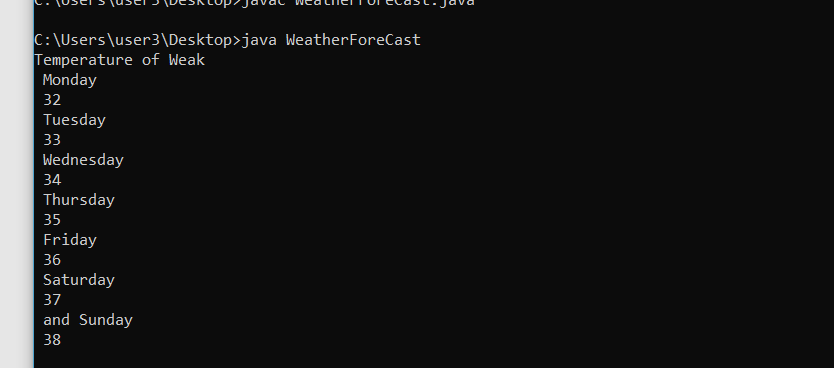 C:\Users\user3\Desktop>javac WeatherForeCast.java
C:\Users\user3\Desktop>java WeatherForeCast
Temperature of Weak
Monday
32
Tuesday
33
Wednesday
34
Thursday
35
Friday
36
Saturday
37
and Sunday
38